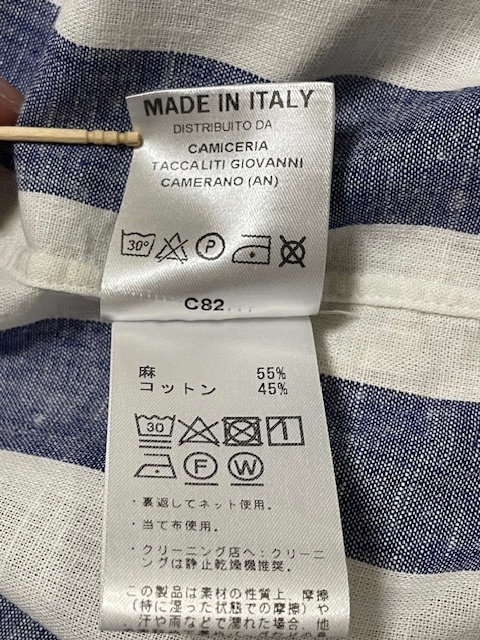 MADE IN ITALY
DISTRIBUITO DA
CAMICERIA
TACCALITI GIOVANNI
CAMERANO (AN)
30° P
C82...
麻 55%
コットン 45%
30
F W
・裏返してネット使用。
・当て布使用。
・クリーニング店へ:クリーニ
ングは静止乾燥機推奨。
この製品は素材の性質上、摩擦
(特に湿った状態での摩擦)や
、汗や雨などで濡れた場合、他